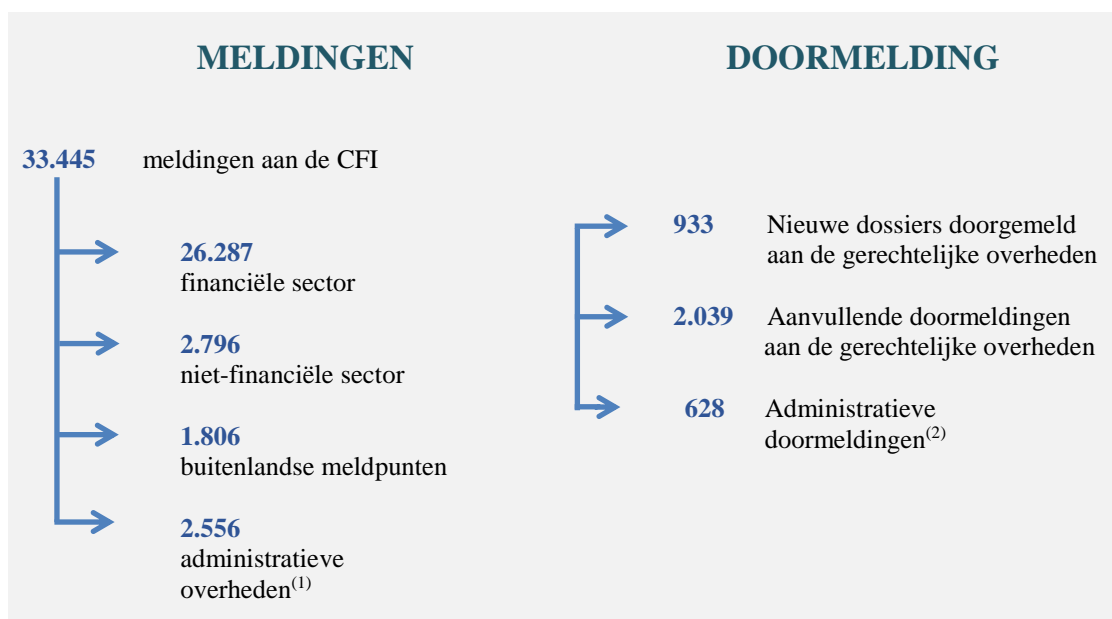 MELDINGEN
33.445 meldingen aan de CFI
26.287
financiële sector
2.796
niet-financiële sector
1.806
buitenlandse meldpunten
2.556
administratieve
overheden(1)
DOORMELDING
933 Nieuwe dossiers doorgemeld
aan de gerechtelijke overheden
2.039 Aanvullende doormeldingen
aan de gerechtelijke overheden
628 Administratieve
doormeldingen(2)